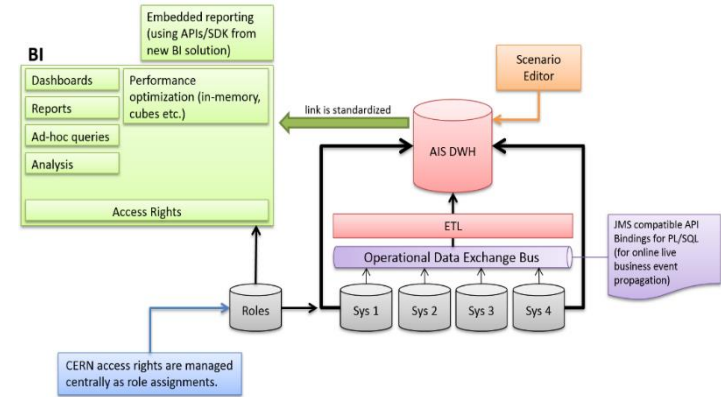 Embedded reporting
(using APIs/SDK from
new BI solution)
BI
Dashboards
Reports
Ad-hoc queries
Analysis
Performance
optimization (in-memory,
cubes etc.)
Access Rights
link is standardized
Scenario
Editor
AIS DWH
ETL
Operational Data Exchange Bus
JMS compatible API
Bindings for PL/SQL
(for online live
business event
propagation)
Roles
Sys 1
Sys 2
Sys 3
Sys 4
CERN access rights are managed
centrally as role assignments.